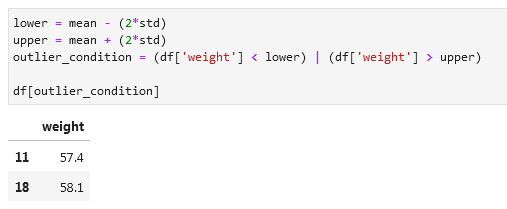 lower = mean - (2*std)
upper = mean + (2*std)
outlier_condition = (df['weight'] < lower) | (df['weight'] > upper)
df[outlier_condition]
weight
11 57.4
18 58.1